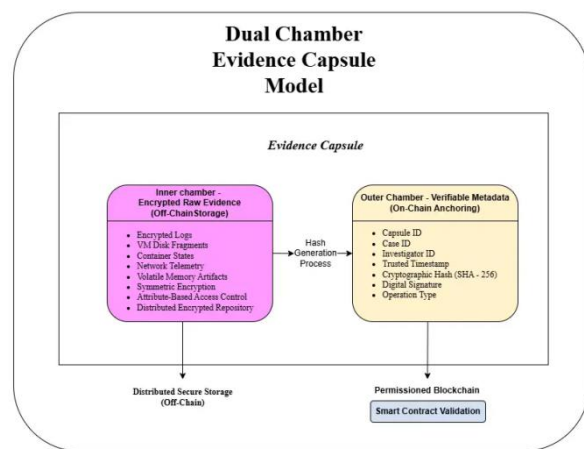 Dual Chamber
Evidence Capsule
Model
Evidence Capsule
Inner chamber -
Encrypted Raw Evidence
(Off-Chain Storage)
• Encrypted Logs
• VM Disk Fragments
• Container States
• Network Telemetry
• Volatile Memory Artifacts
• Symmetric Encryption
• Attribute-Based Access Control
• Distributed Encrypted Repository
Hash
Generation
Process
Outer Chamber - Verifiable Metadata
(On-Chain Anchoring)
• Capsule ID
• Case ID
• Investigator ID
• Trusted Timestamp
• Cryptographic Hash (SHA - 256)
• Digital Signature
• Operation Type
Distributed Secure Storage
(Off-Chain)
Permissioned Blockchain
Smart Contract Validation